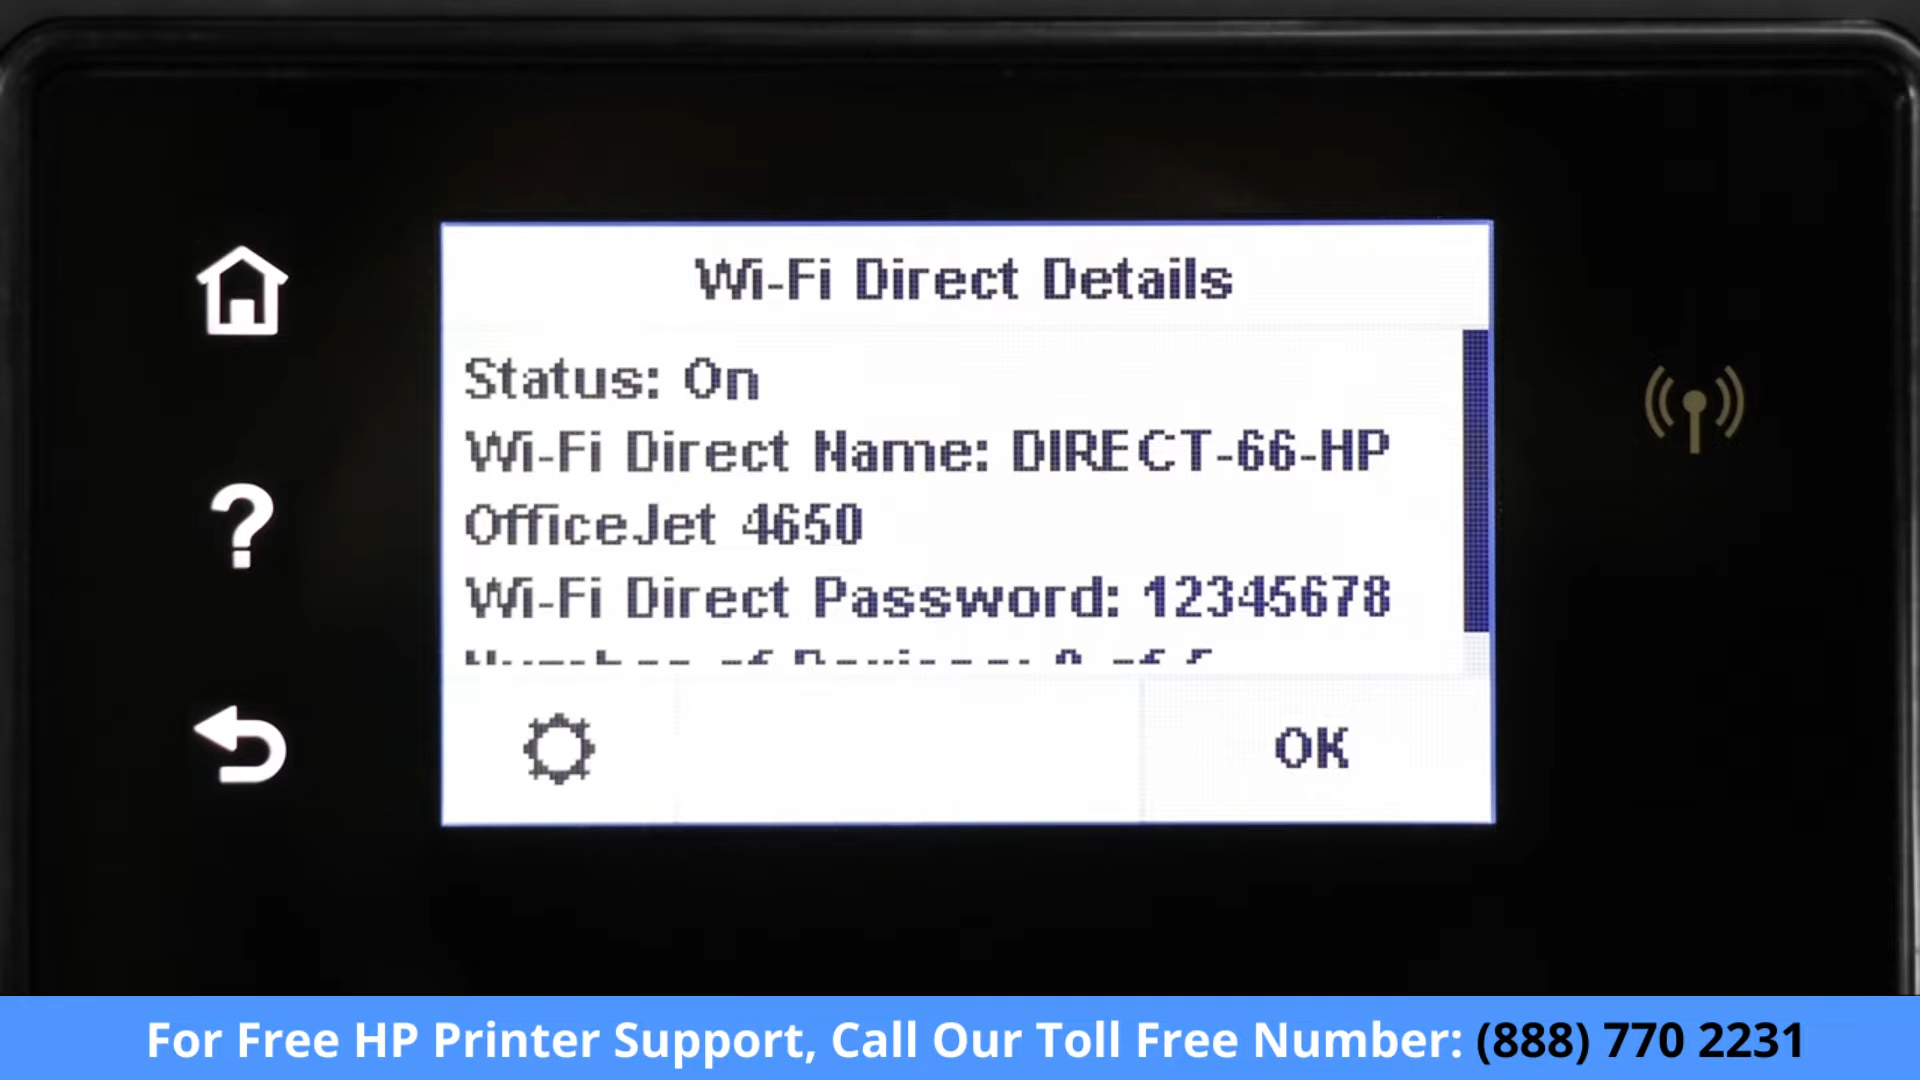 Wi-Fi Direct Details
Status: On
Wi-Fi Direct Name: DIRECT-66-HP
OfficeJet 4650
Wi-Fi Direct Password: 12345678
OK
For Free HP Printer Support, Call Our Toll Free Number: (888) 770 2231